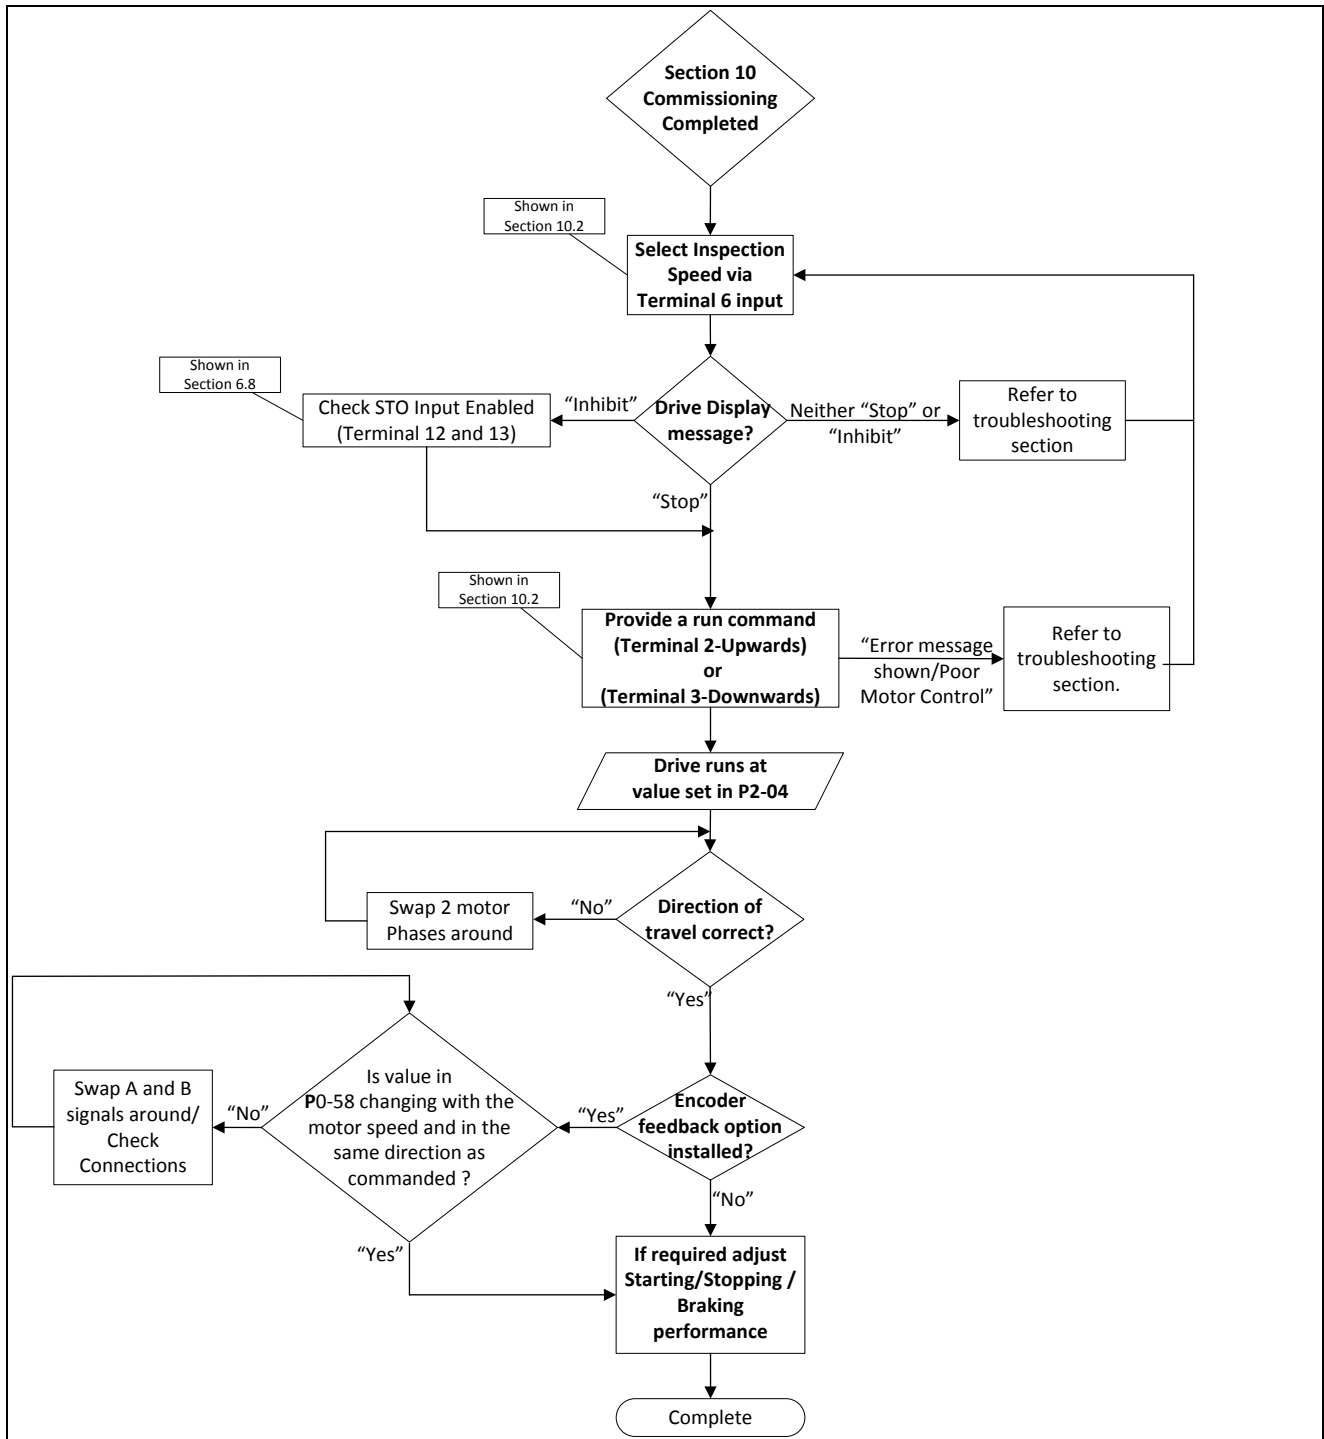 Section 10
Commissioning
Completed
Shown in
Section 10.2
Select Inspection
Speed via
Terminal 6 input
Shown in
Section 6.8
Check STO Input Enabled
(Terminal 12 and 13)
“Inhibit”
Drive Display
message?
Neither “Stop” or
“Inhibit”
Refer to
troubleshooting
section
“Stop”
Shown in
Section 10.2
Provide a run command
(Terminal 2-Upwards)
or
(Terminal 3-Downwards)
“Error message
shown/Poor
Motor Control”
Refer to
troubleshooting
section.
Drive runs at
value set in P2-04
Swap 2 motor
Phases around
“No”
Direction of
travel correct?
“Yes”
Swap A and B
signals around/
Check
Connections
“No”
Is value in
P0-58 changing with the
motor speed and in the
same direction as
commanded ?
“Yes”
Encoder
feedback option
installed?
“No”
“Yes”
If required adjust
Starting/Stopping /
Braking
performance
Complete